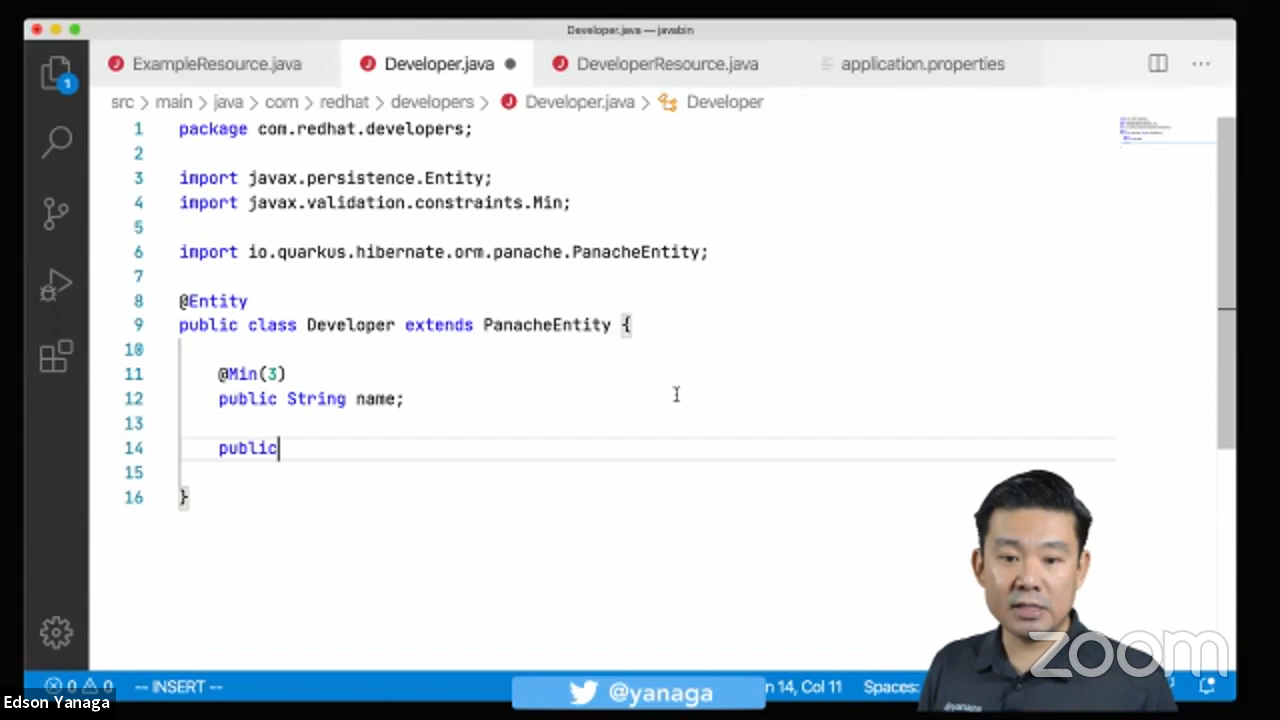 Developer.java — javabin
ExampleResource.java
Developer.java
DeveloperResource.java
application.properties
src > main > java > com > redhat > developers > Developer.java > Developer
1 package com.redhat.developers;
2
3 import javax.persistence.Entity;
4 import javax.validation.constraints.Min;
5
6 import io.quarkus.hibernate.orm.panache.PanacheEntity;
7
8 @Entity
9 public class Developer extends PanacheEntity {
10
11 @Min(3)
12 public String name;
13
14 public
15
16 }
1
zoom
@yanaga
0 0 -- INSERT --
@yanaga
n 14, Col 11
Spaces:
Edson Yanaga